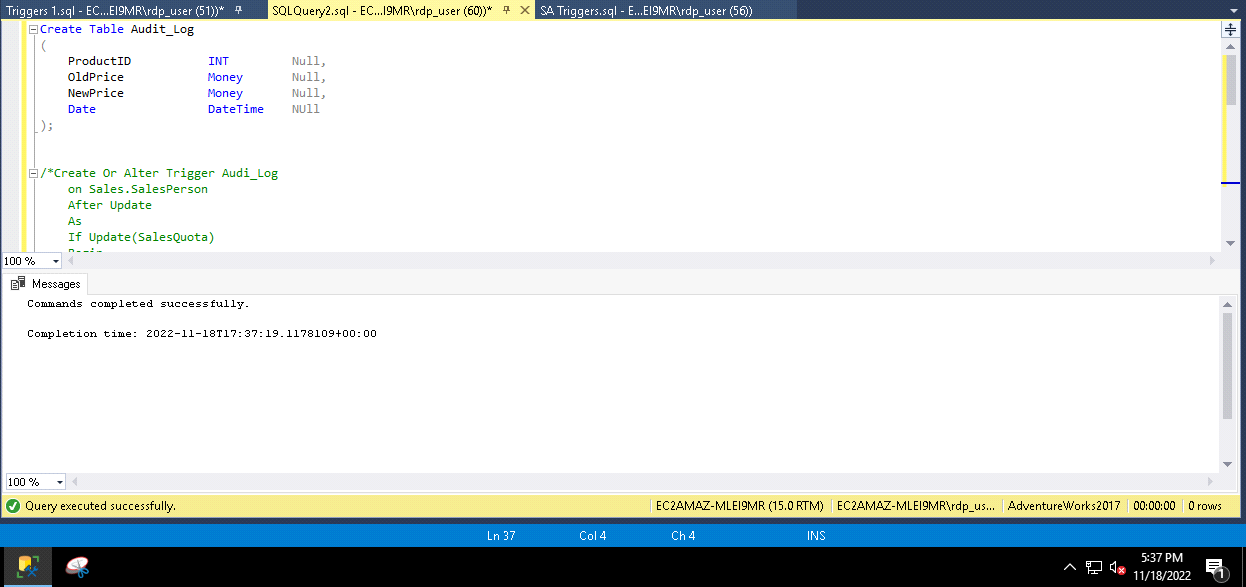 Triggers 1.sql - EC...EI9MR\rdp_user (51))*
SQLQuery2.sql - EC...EI9MR\rdp_user (60))*
SA Triggers.sql - E...EI9MR\rdp_user (56))
Create Table Audit_Log
(
ProductID INT Null,
OldPrice Money Null,
NewPrice Money Null,
Date DateTime NUll
);
/*Create Or Alter Trigger Audi_Log
on Sales.SalesPerson
After Update
As
If Update(SalesQuota)
Begin
100 %
Messages
Commands completed successfully.
Completion time: 2022-11-18T17:37:19.1178109+00:00
100 %
Query executed successfully.
EC2AMAZ-MLEI9MR (15.0 RTM)
EC2AMAZ-MLEI9MR\rdp_us...
AdventureWorks2017
00:00:00
0 rows
Ln 37
Col 4
Ch 4
INS
5:37 PM
11/18/2022
1